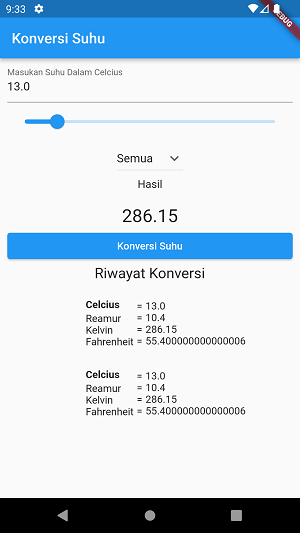 9:33
DEBUG
Konversi Suhu
Masukan Suhu Dalam Celcius
13.0
Semua
Hasil
286.15
Konversi Suhu
Riwayat Konversi
Celcius = 13.0
Reamur = 10.4
Kelvin = 286.15
Fahrenheit = 55.400000000000006
Celcius = 13.0
Reamur = 10.4
Kelvin = 286.15
Fahrenheit = 55.400000000000006